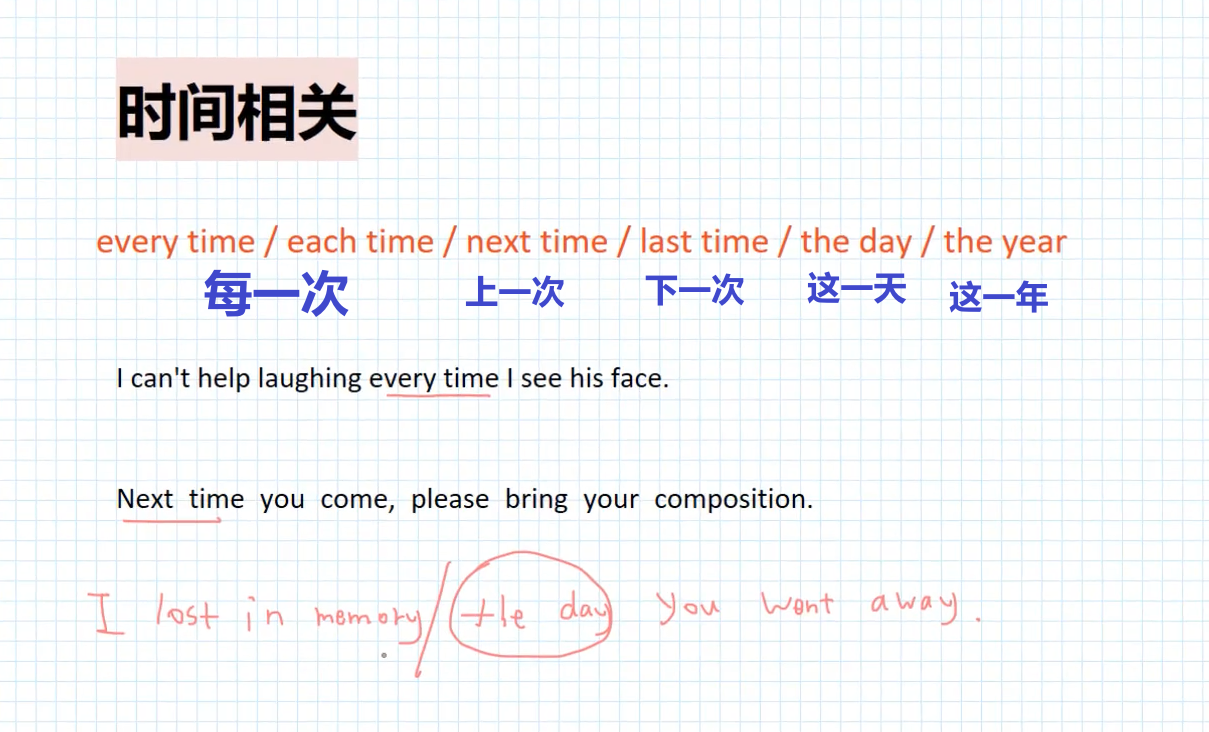 时间相关
every time / each time / next time / last time / the day / the year
每一次 上一次 下一次 这一天 这一年
I can't help laughing every time I see his face.
Next time you come, please bring your composition.
I lost in memory / the day you went away.